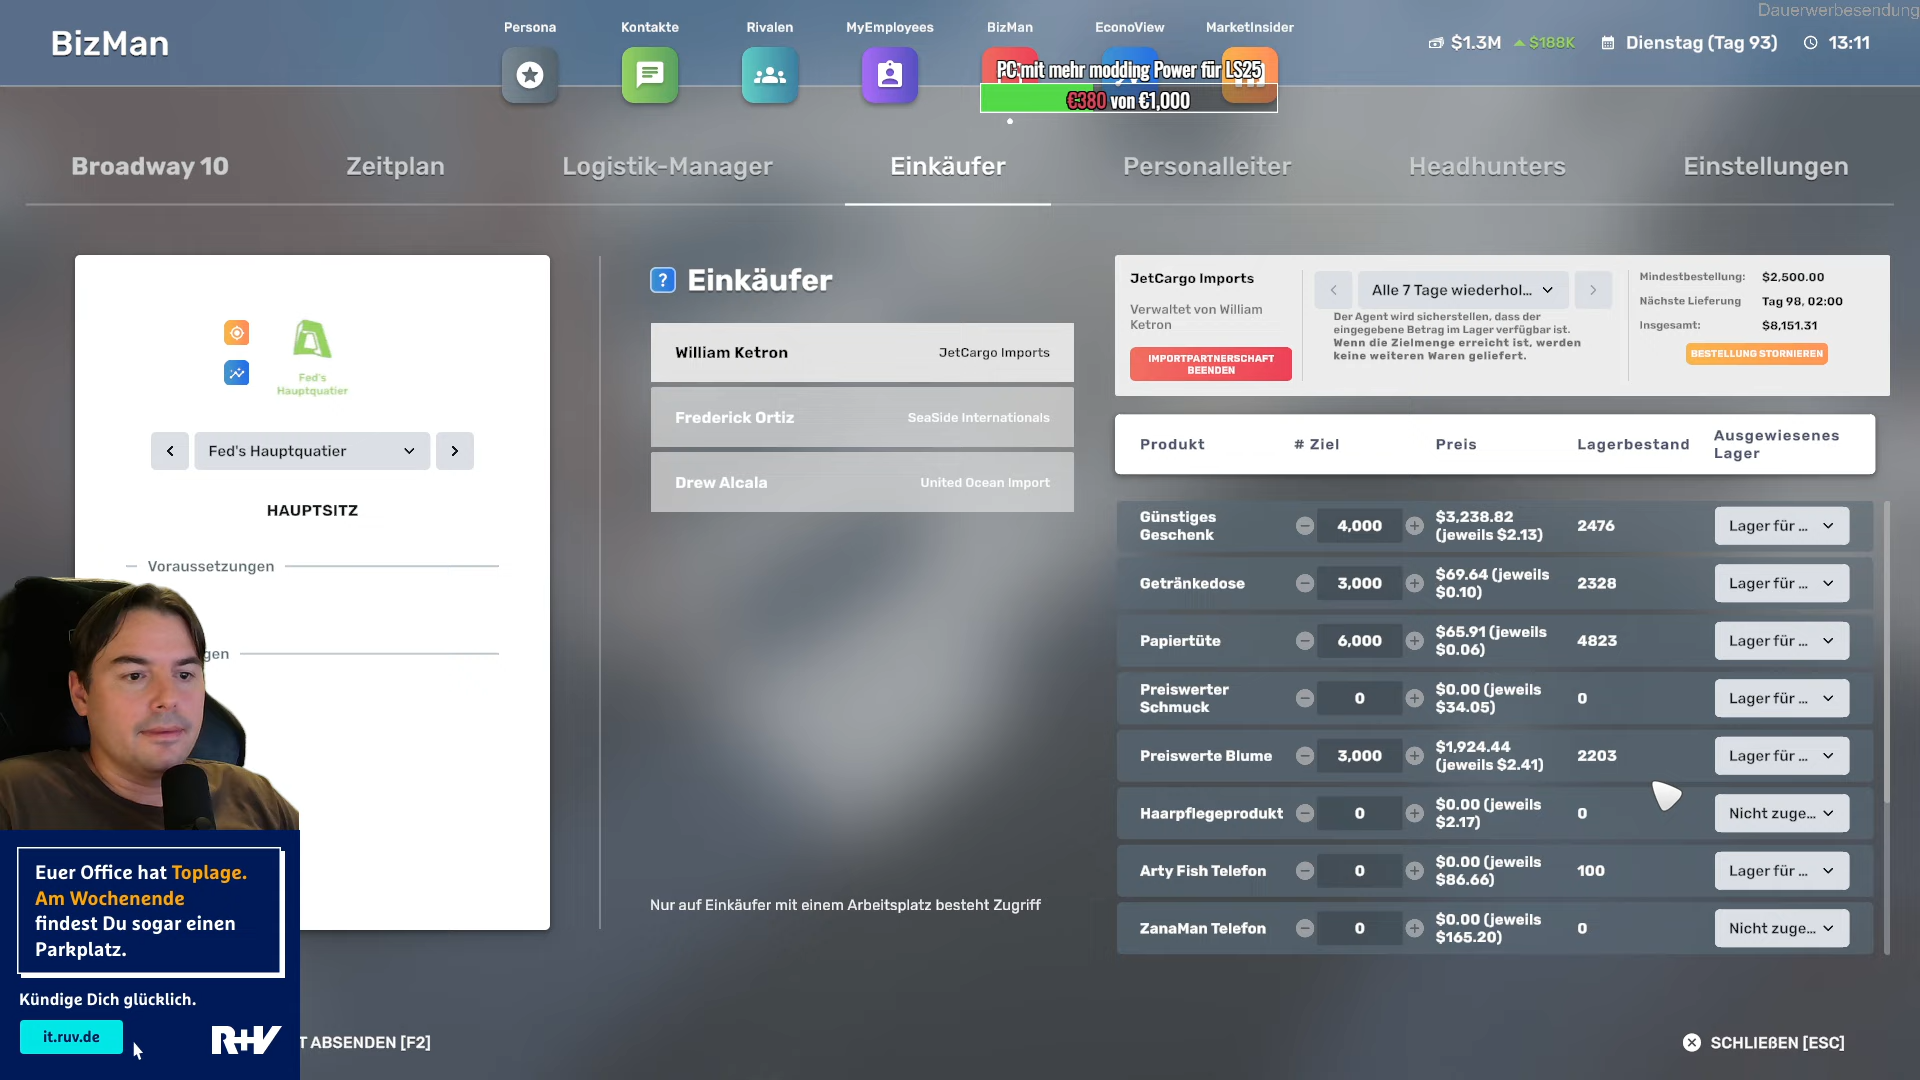 Dauerwerbesendung
BizMan
Persona
Kontakte
Rivalen
MyEmployees
BizMan
EconoView
MarketInsider
$1.3M
$188K
Dienstag (Tag 93)
13:11
PC mit mehr modding Power für LS25
€380 von €1,000
Broadway 10
Zeitplan
Logistik-Manager
Einkäufer
Personalleiter
Headhunters
Einstellungen
Fed's
Hauptquatier
Fed's Hauptquatier
HAUPTSITZ
Voraussetzungen
gen
? Einkäufer
William Ketron
JetCargo Imports
Frederick Ortiz
SeaSide Internationals
Drew Alcala
United Ocean Import
Nur auf Einkäufer mit einem Arbeitsplatz besteht Zugriff
JetCargo Imports
Verwaltet von William
Ketron
IMPORTPARTNERSCHAFT
BEENDEN
Alle 7 Tage wiederhol...
Der Agent wird sicherstellen, dass der
eingegebene Betrag im Lager verfügbar ist.
Wenn die Zielmenge erreicht ist, werden
keine weiteren Waren geliefert.
Mindestbestellung: $2,500.00
Nächste Lieferung Tag 98, 02:00
Insgesamt: $8,151.31
BESTELLUNG STORNIEREN
Produkt
# Ziel
Preis
Lagerbestand
Ausgewiesenes
Lager
Günstiges
Geschenk
4,000
$3,238.82
(jeweils $2.13)
2476
Lager für ...
Getränkedose
3,000
$69.64 (jeweils
$0.10)
2328
Lager für ...
Papiertüte
6,000
$65.91 (jeweils
$0.06)
4823
Lager für ...
Preiswerter
Schmuck
0
$0.00 (jeweils
$34.05)
0
Lager für ...
Preiswerte Blume
3,000
$1,924.44
(jeweils $2.41)
2203
Lager für ...
Haarpflegeprodukt
0
$0.00 (jeweils
$2.17)
0
Nicht zuge...
Arty Fish Telefon
0
$0.00 (jeweils
$86.66)
100
Lager für ...
ZanaMan Telefon
0
$0.00 (jeweils
$165.20)
0
Nicht zuge...
Euer Office hat Toplage.
Am Wochenende
findest Du sogar einen
Parkplatz.
Kündige Dich glücklich.
it.ruv.de
R+V
T ABSENDEN [F2]
SCHLIEẞEN [ESC]